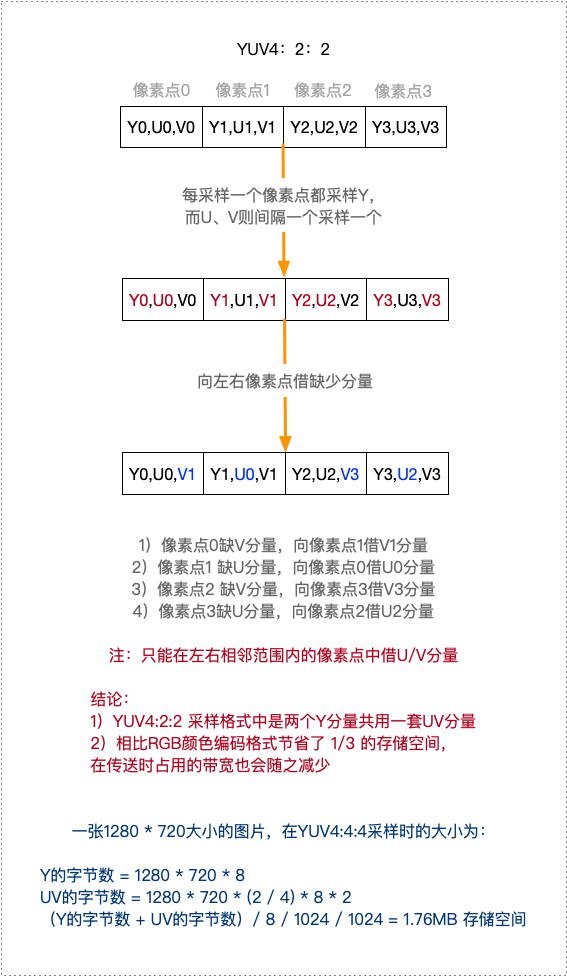 YUV4：2：2
像素点0 像素点1 像素点2 像素点3
Y0,U0,V0 Y1,U1,V1 Y2,U2,V2 Y3,U3,V3
每采样一个像素点都采样Y，
而U、V则间隔一个采样一个
Y0,U0,V0 Y1,U1,V1 Y2,U2,V2 Y3,U3,V3
向左右像素点借缺少分量
Y0,U0,V1 Y1,U0,V1 Y2,U2,V3 Y3,U2,V3
1）像素点0缺V分量，向像素点1借V1分量
2）像素点1 缺U分量，向像素点0借U0分量
3）像素点2 缺V分量，向像素点3借V3分量
4）像素点3缺U分量，向像素点2借U2分量
注：只能在左右相邻范围内的像素点中借U/V分量
结论：
1）YUV4:2:2 采样格式中是两个Y分量共用一套UV分量
2）相比RGB颜色编码格式节省了 1/3 的存储空间，
在传送时占用的带宽也会随之减少
一张1280 * 720大小的图片，在YUV4:4:4采样时的大小为：
Y的字节数 = 1280 * 720 * 8
UV的字节数 = 1280 * 720 * (2 / 4) * 8 * 2
（Y的字节数 + UV的字节数）/ 8 / 1024 / 1024 = 1.76MB 存储空间